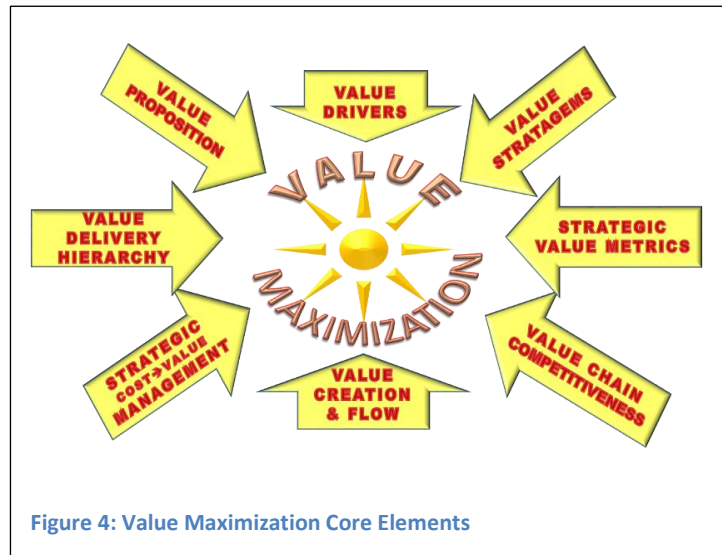 VALUE
PROPOSITION
VALUE
DRIVERS
VALUE
STRATAGEMS
VALUE
DELIVERY
HIERARCHY
VALUE
MAXIMIZATION
STRATEGIC
VALUE METRICS
STRATEGIC
COST→VALUE
MANAGEMENT
VALUE
CREATION
& FLOW
VALUE CHAIN
COMPETITIVENESS
Figure 4: Value Maximization Core Elements